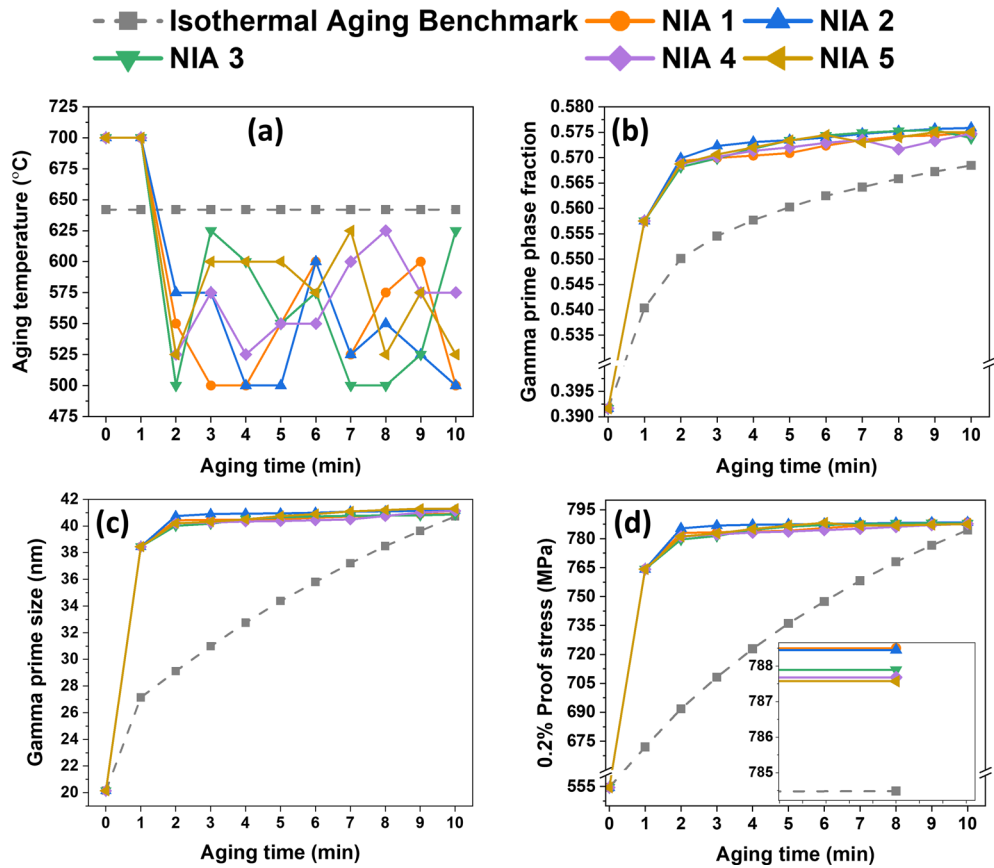 Isothermal Aging Benchmark NIA 1 NIA 2
NIA 3 NIA 4 NIA 5
(a)
Aging temperature (°C)
725
700
675
650
625
600
575
550
525
500
475
0 1 2 3 4 5 6 7 8 9 10
Aging time (min)
(b)
Gamma prime phase fraction
0.580
0.575
0.570
0.565
0.560
0.555
0.550
0.545
0.540
0.535
0.395
0.390
0 1 2 3 4 5 6 7 8 9 10
Aging time (min)
(c)
Gamma prime size (nm)
42
40
38
36
34
32
30
28
26
24
22
20
0 1 2 3 4 5 6 7 8 9 10
Aging time (min)
(d)
0.2% Proof stress (MPa)
795
780
765
750
735
720
705
690
675
555
788
787
786
785
0 1 2 3 4 5 6 7 8 9 10
Aging time (min)